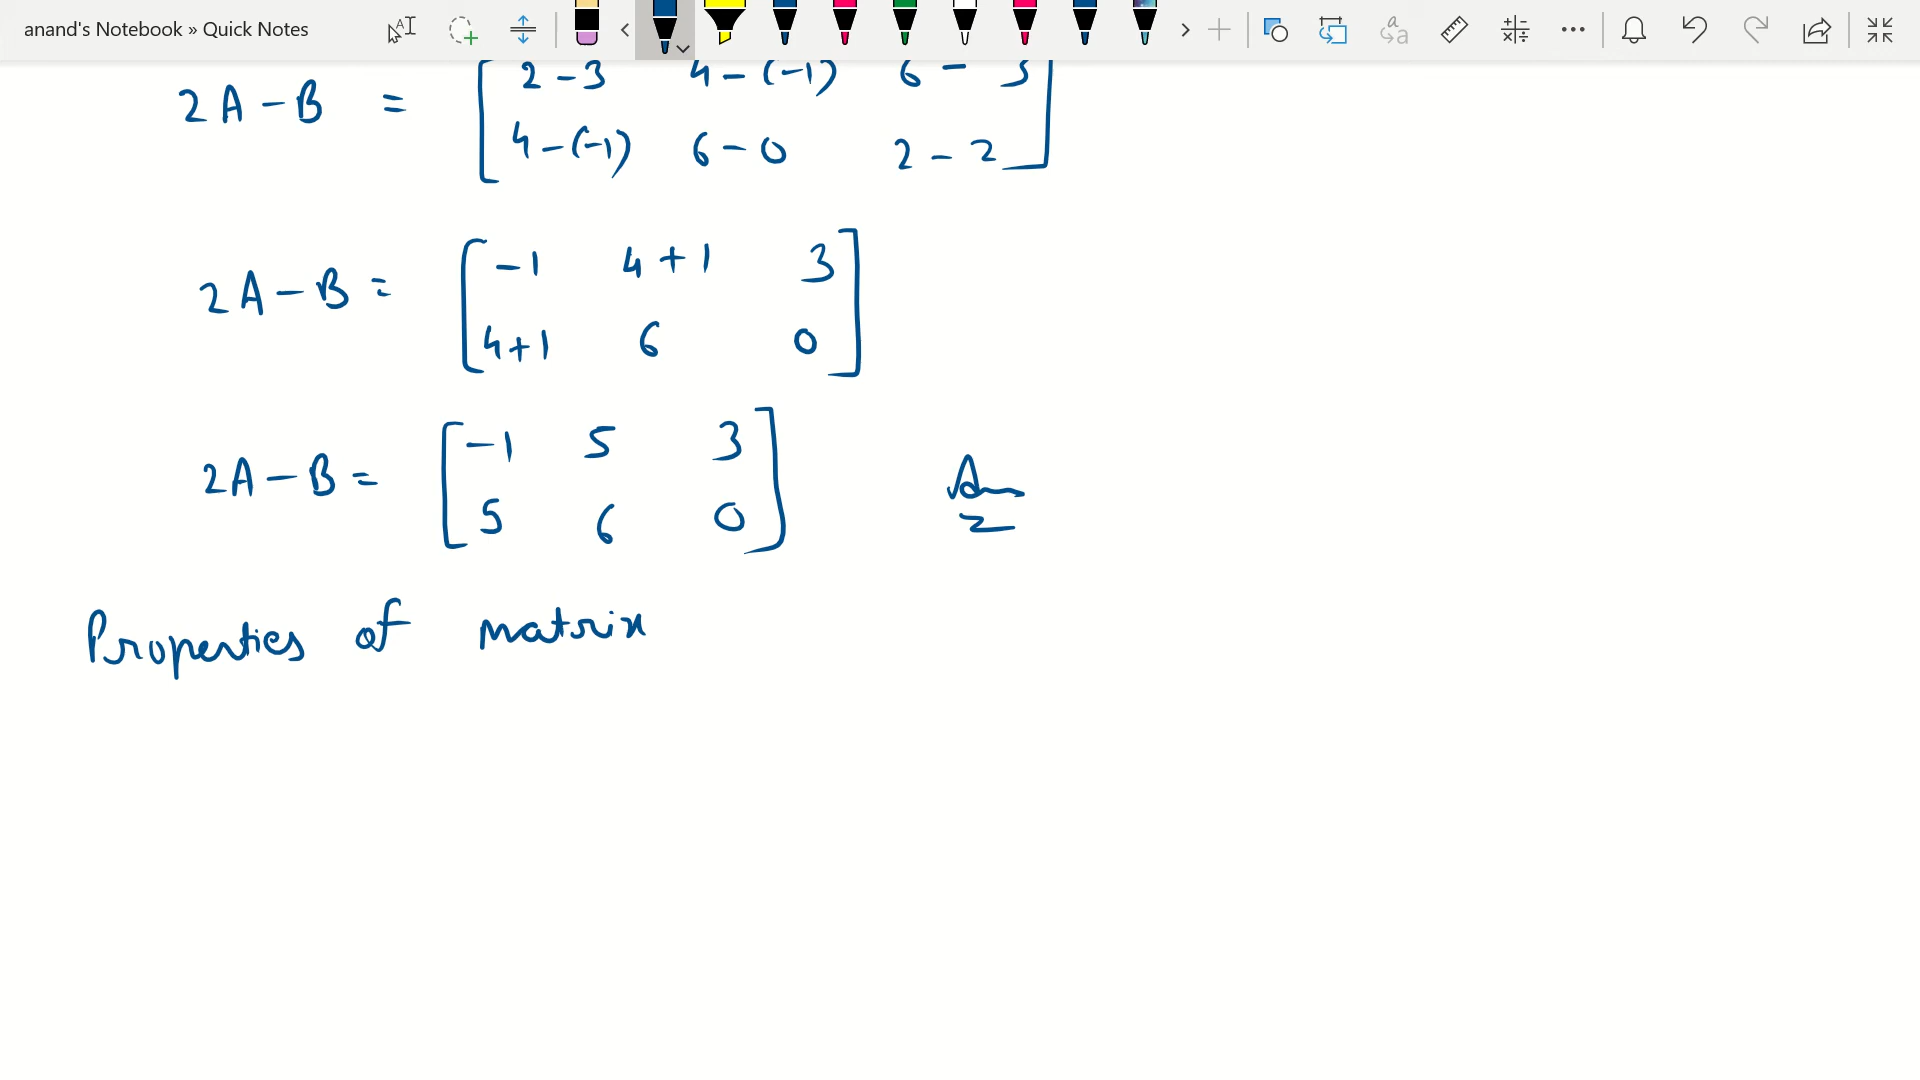 anand's Notebook » Quick Notes
2 - 3 4 - (-1) 6 - 3
2A - B =
4 - (-1) 6 - 0 2 - 2
-1 4 + 1 3
2A - B =
4+1 6 0
-1 5 3
2A - B =
5 6 0
Ans
Properties of matrix